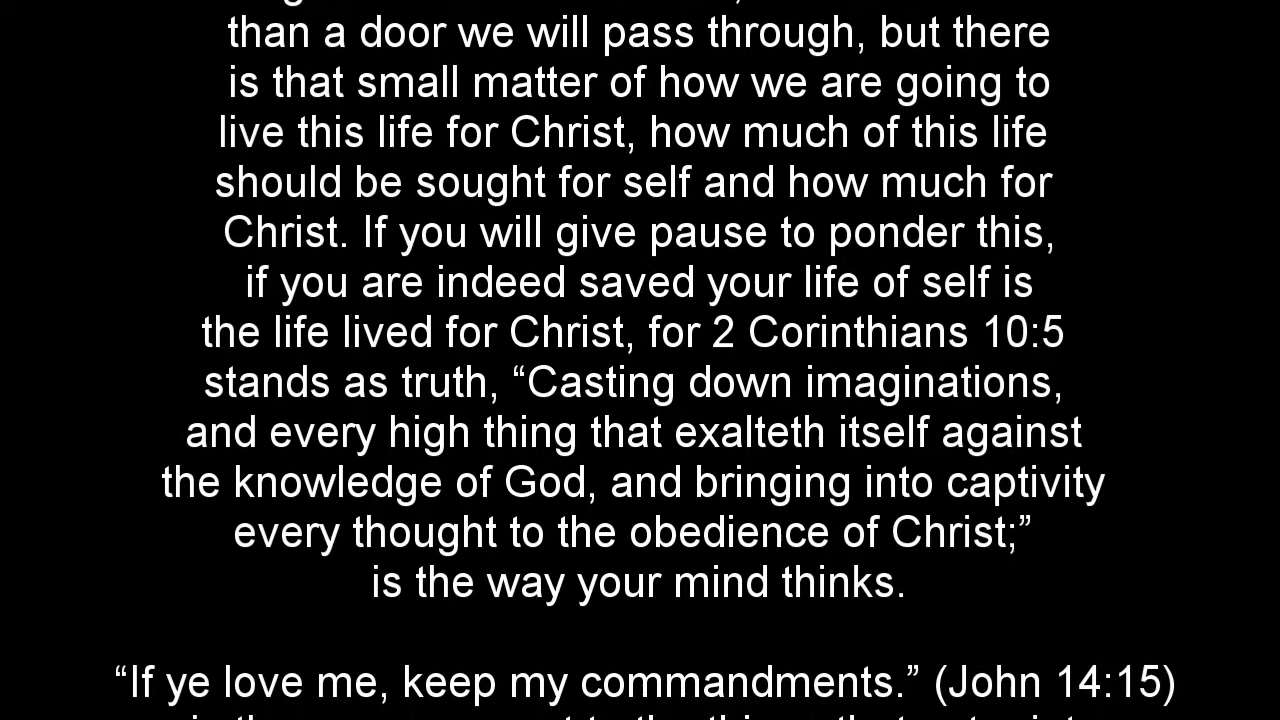 than a door we will pass through, but there
is that small matter of how we are going to
live this life for Christ, how much of this life
should be sought for self and how much for
Christ. If you will give pause to ponder this,
if you are indeed saved your life of self is
the life lived for Christ, for 2 Corinthians 10:5
stands as truth, “Casting down imaginations,
and every high thing that exalteth itself against
the knowledge of God, and bringing into captivity
every thought to the obedience of Christ;”
is the way your mind thinks.
“If ye love me, keep my commandments.” (John 14:15)